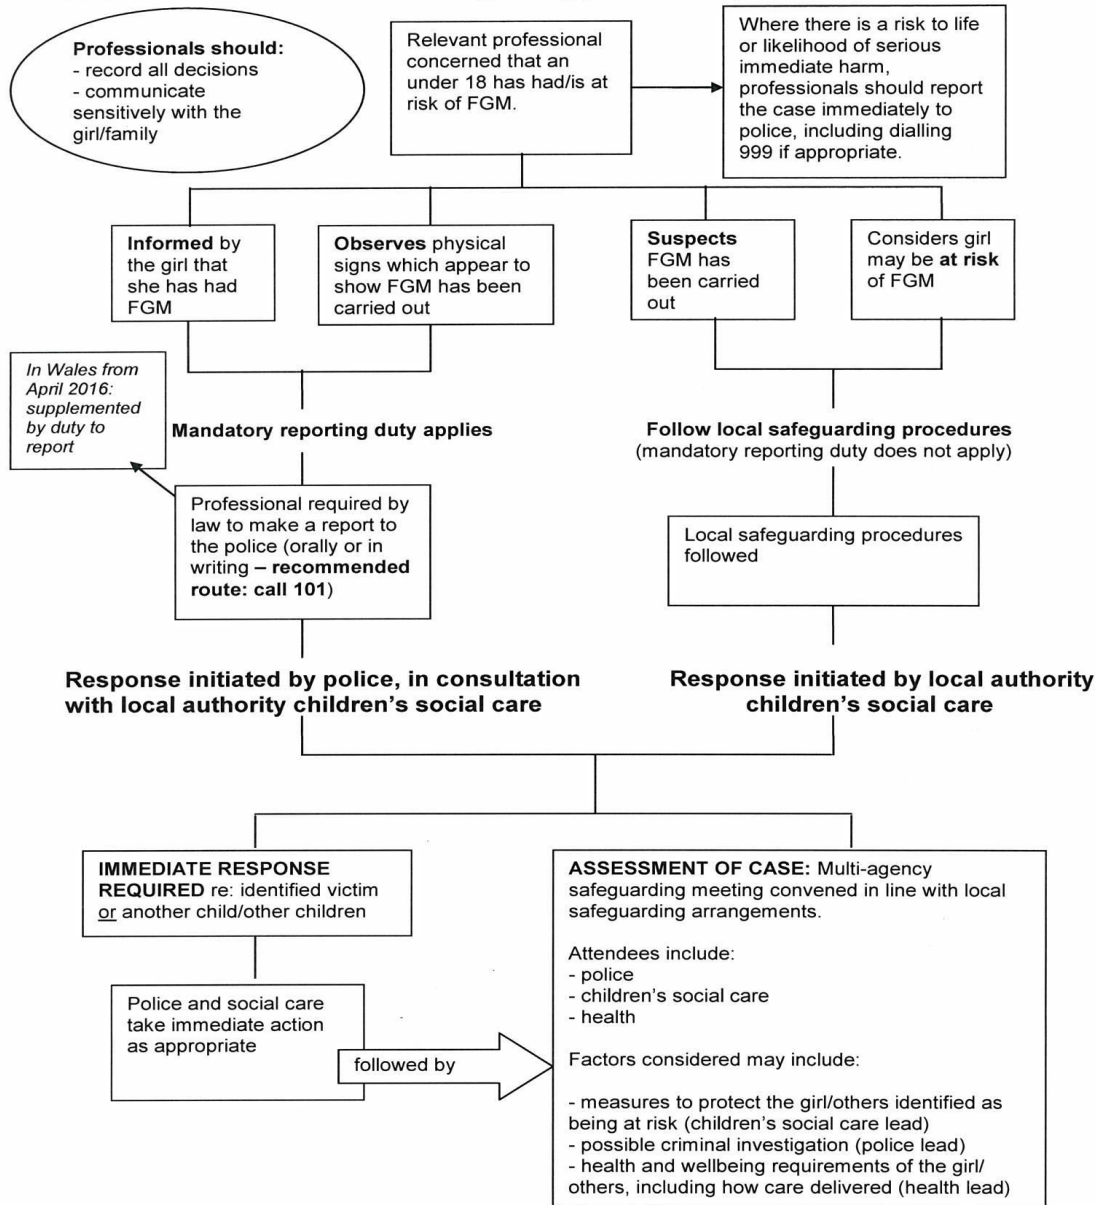 Professionals should:
- record all decisions
- communicate
sensitively with the
girl/family
Relevant professional
concerned that an
under 18 has had/is at
risk of FGM.
Where there is a risk to life
or likelihood of serious
immediate harm,
professionals should report
the case immediately to
police, including dialling
999 if appropriate.
Informed by
the girl that
she has had
FGM
Observes physical
signs which appear to
show FGM has been
carried out
Suspects
FGM has
been carried
out
Considers girl
may be at risk
of FGM
In Wales from
April 2016:
supplemented
by duty to
report
Mandatory reporting duty applies
Follow local safeguarding procedures
(mandatory reporting duty does not apply)
Professional required by
law to make a report to
the police (orally or in
writing – recommended
route: call 101)
Local safeguarding procedures
followed
Response initiated by police, in consultation
with local authority children's social care
Response initiated by local authority
children's social care
IMMEDIATE RESPONSE
REQUIRED re: identified victim
or another child/other children
Police and social care
take immediate action
as appropriate
followed by
ASSESSMENT OF CASE: Multi-agency
safeguarding meeting convened in line with local
safeguarding arrangements.
Attendees include:
- police
- children's social care
- health
Factors considered may include:
- measures to protect the girl/others identified as
being at risk (children's social care lead)
- possible criminal investigation (police lead)
- health and wellbeing requirements of the girl/
others, including how care delivered (health lead)